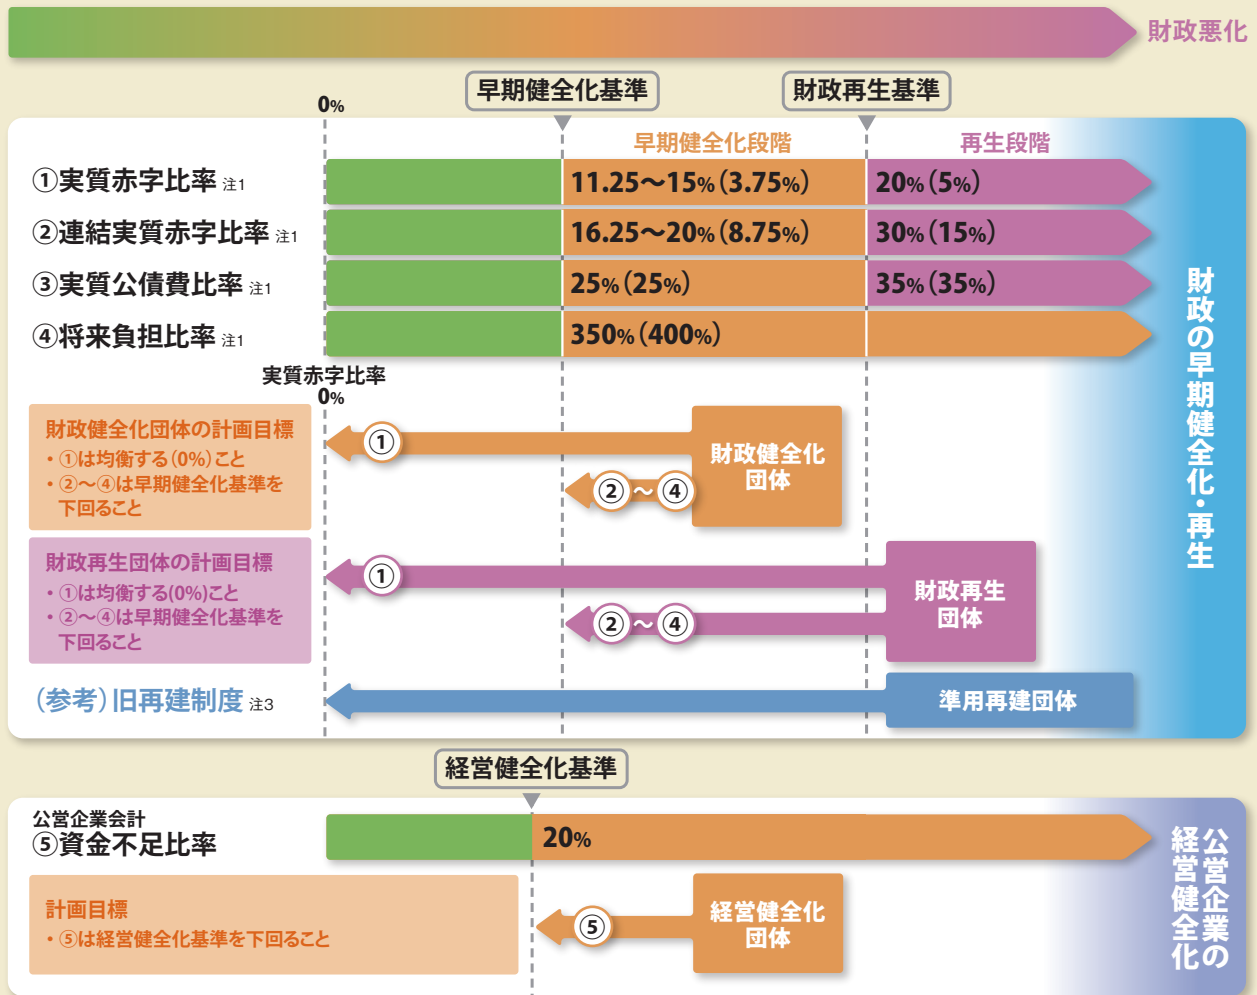 財政悪化
早期健全化基準
財政再生基準
0%
早期健全化段階
再生段階
①実質赤字比率 注1
11.25〜15%(3.75%)
20%(5%)
②連結実質赤字比率 注1
16.25〜20%(8.75%)
30%(15%)
③実質公債費比率 注1
25%(25%)
35%(35%)
④将来負担比率 注1
350%(400%)
財政の早期健全化・再生
実質赤字比率
0%
財政健全化団体の計画目標
・①は均衡する(0%)こと
・②〜④は早期健全化基準を
下回ること
①
②〜④
財政健全化
団体
財政再生団体の計画目標
・①は均衡する(0%)こと
・②〜④は早期健全化基準を
下回ること
①
②〜④
財政再生
団体
(参考)旧再建制度 注3
準用再建団体
経営健全化基準
公営企業会計
⑤資金不足比率
20%
公営企業の
経営健全化
計画目標
・⑤は経営健全化基準を下回ること
⑤
経営健全化
団体